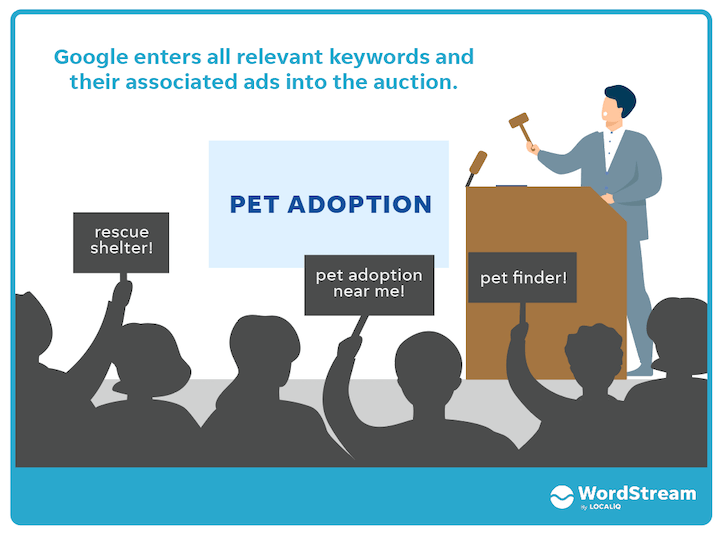 Google enters all relevant keywords and
their associated ads into the auction.
PET ADOPTION
rescue
shelter!
pet adoption
near me!
pet finder!
WordStream
By LOCALiQ